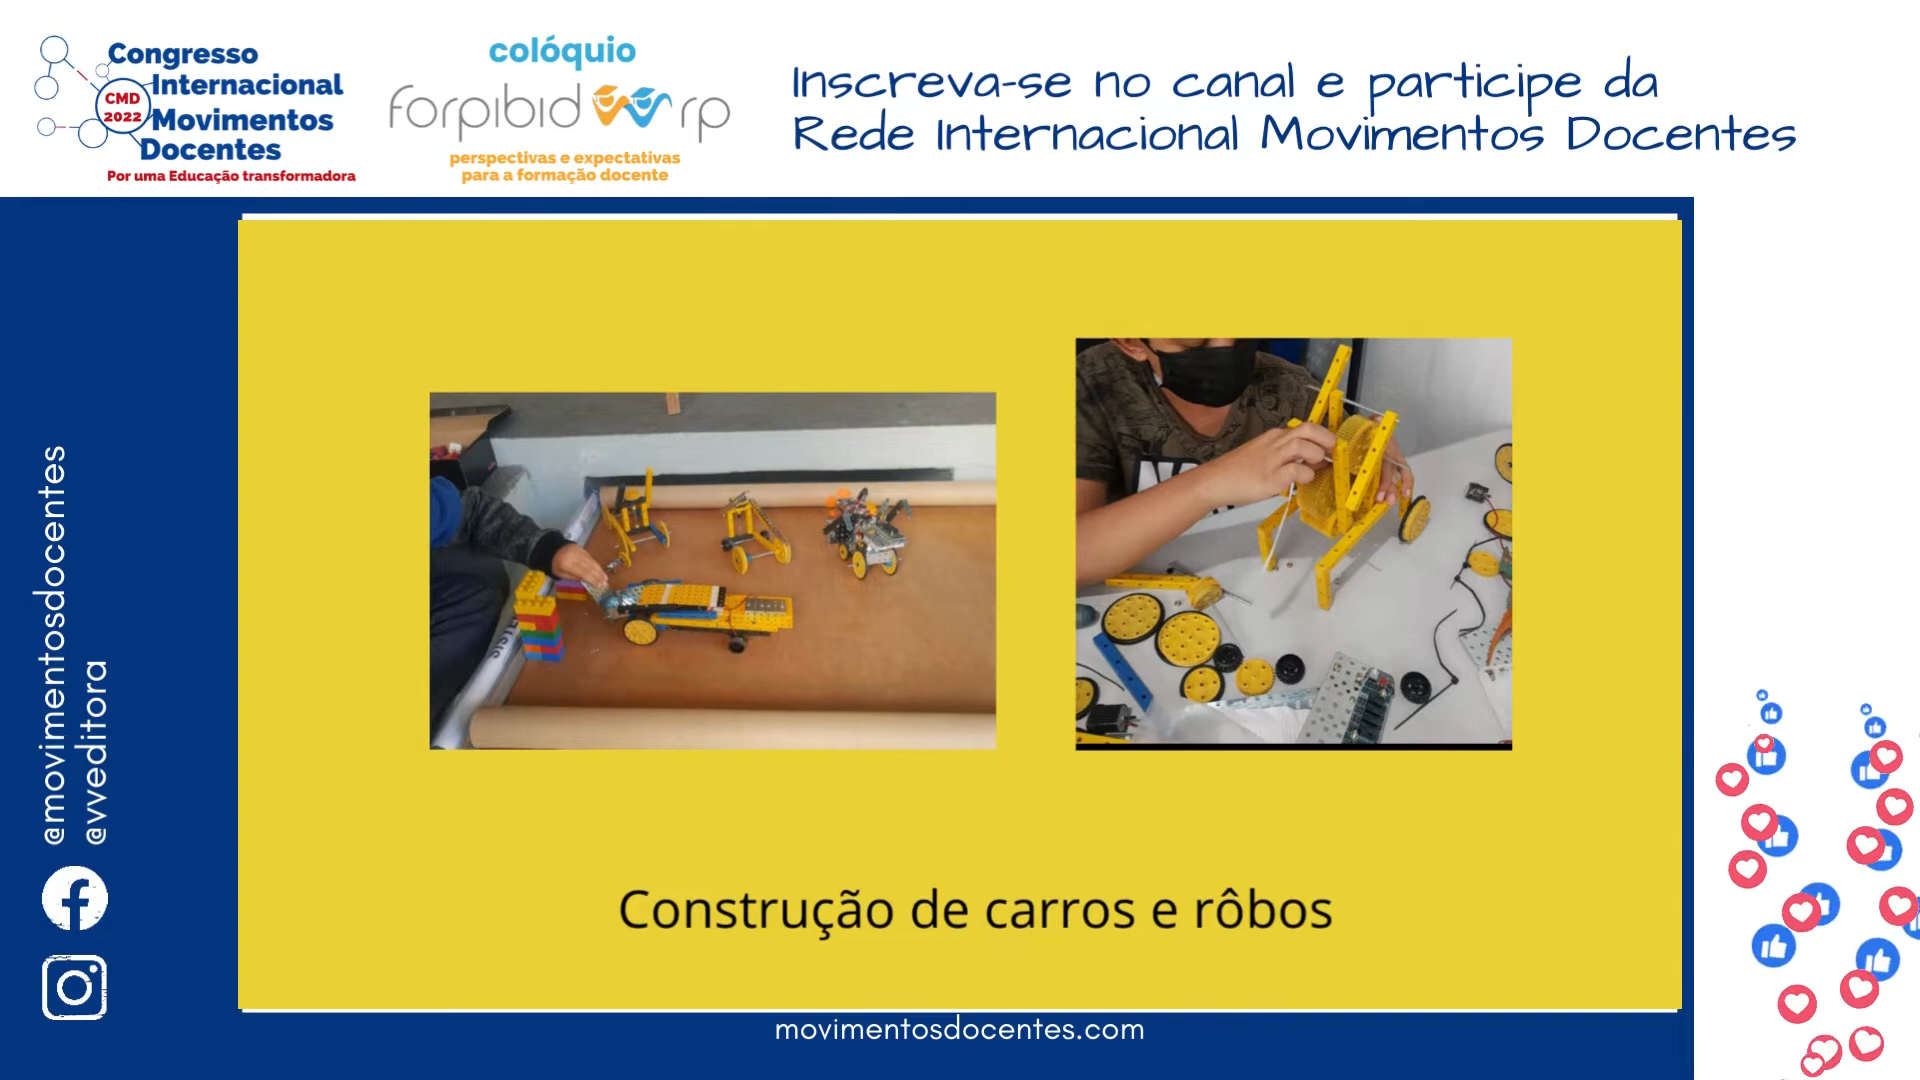 Congresso
Internacional
CMD
2022
Movimentos
Docentes
Por uma Educação transformadora
colóquio
forpibid rp
perspectivas e expectativas
para a formação docente
Inscreva-se no canal e participe da
Rede Internacional Movimentos Docentes
@movimentosdocentes
@vveditora
Construção de carros e rôbos
movimentosdocentes.com